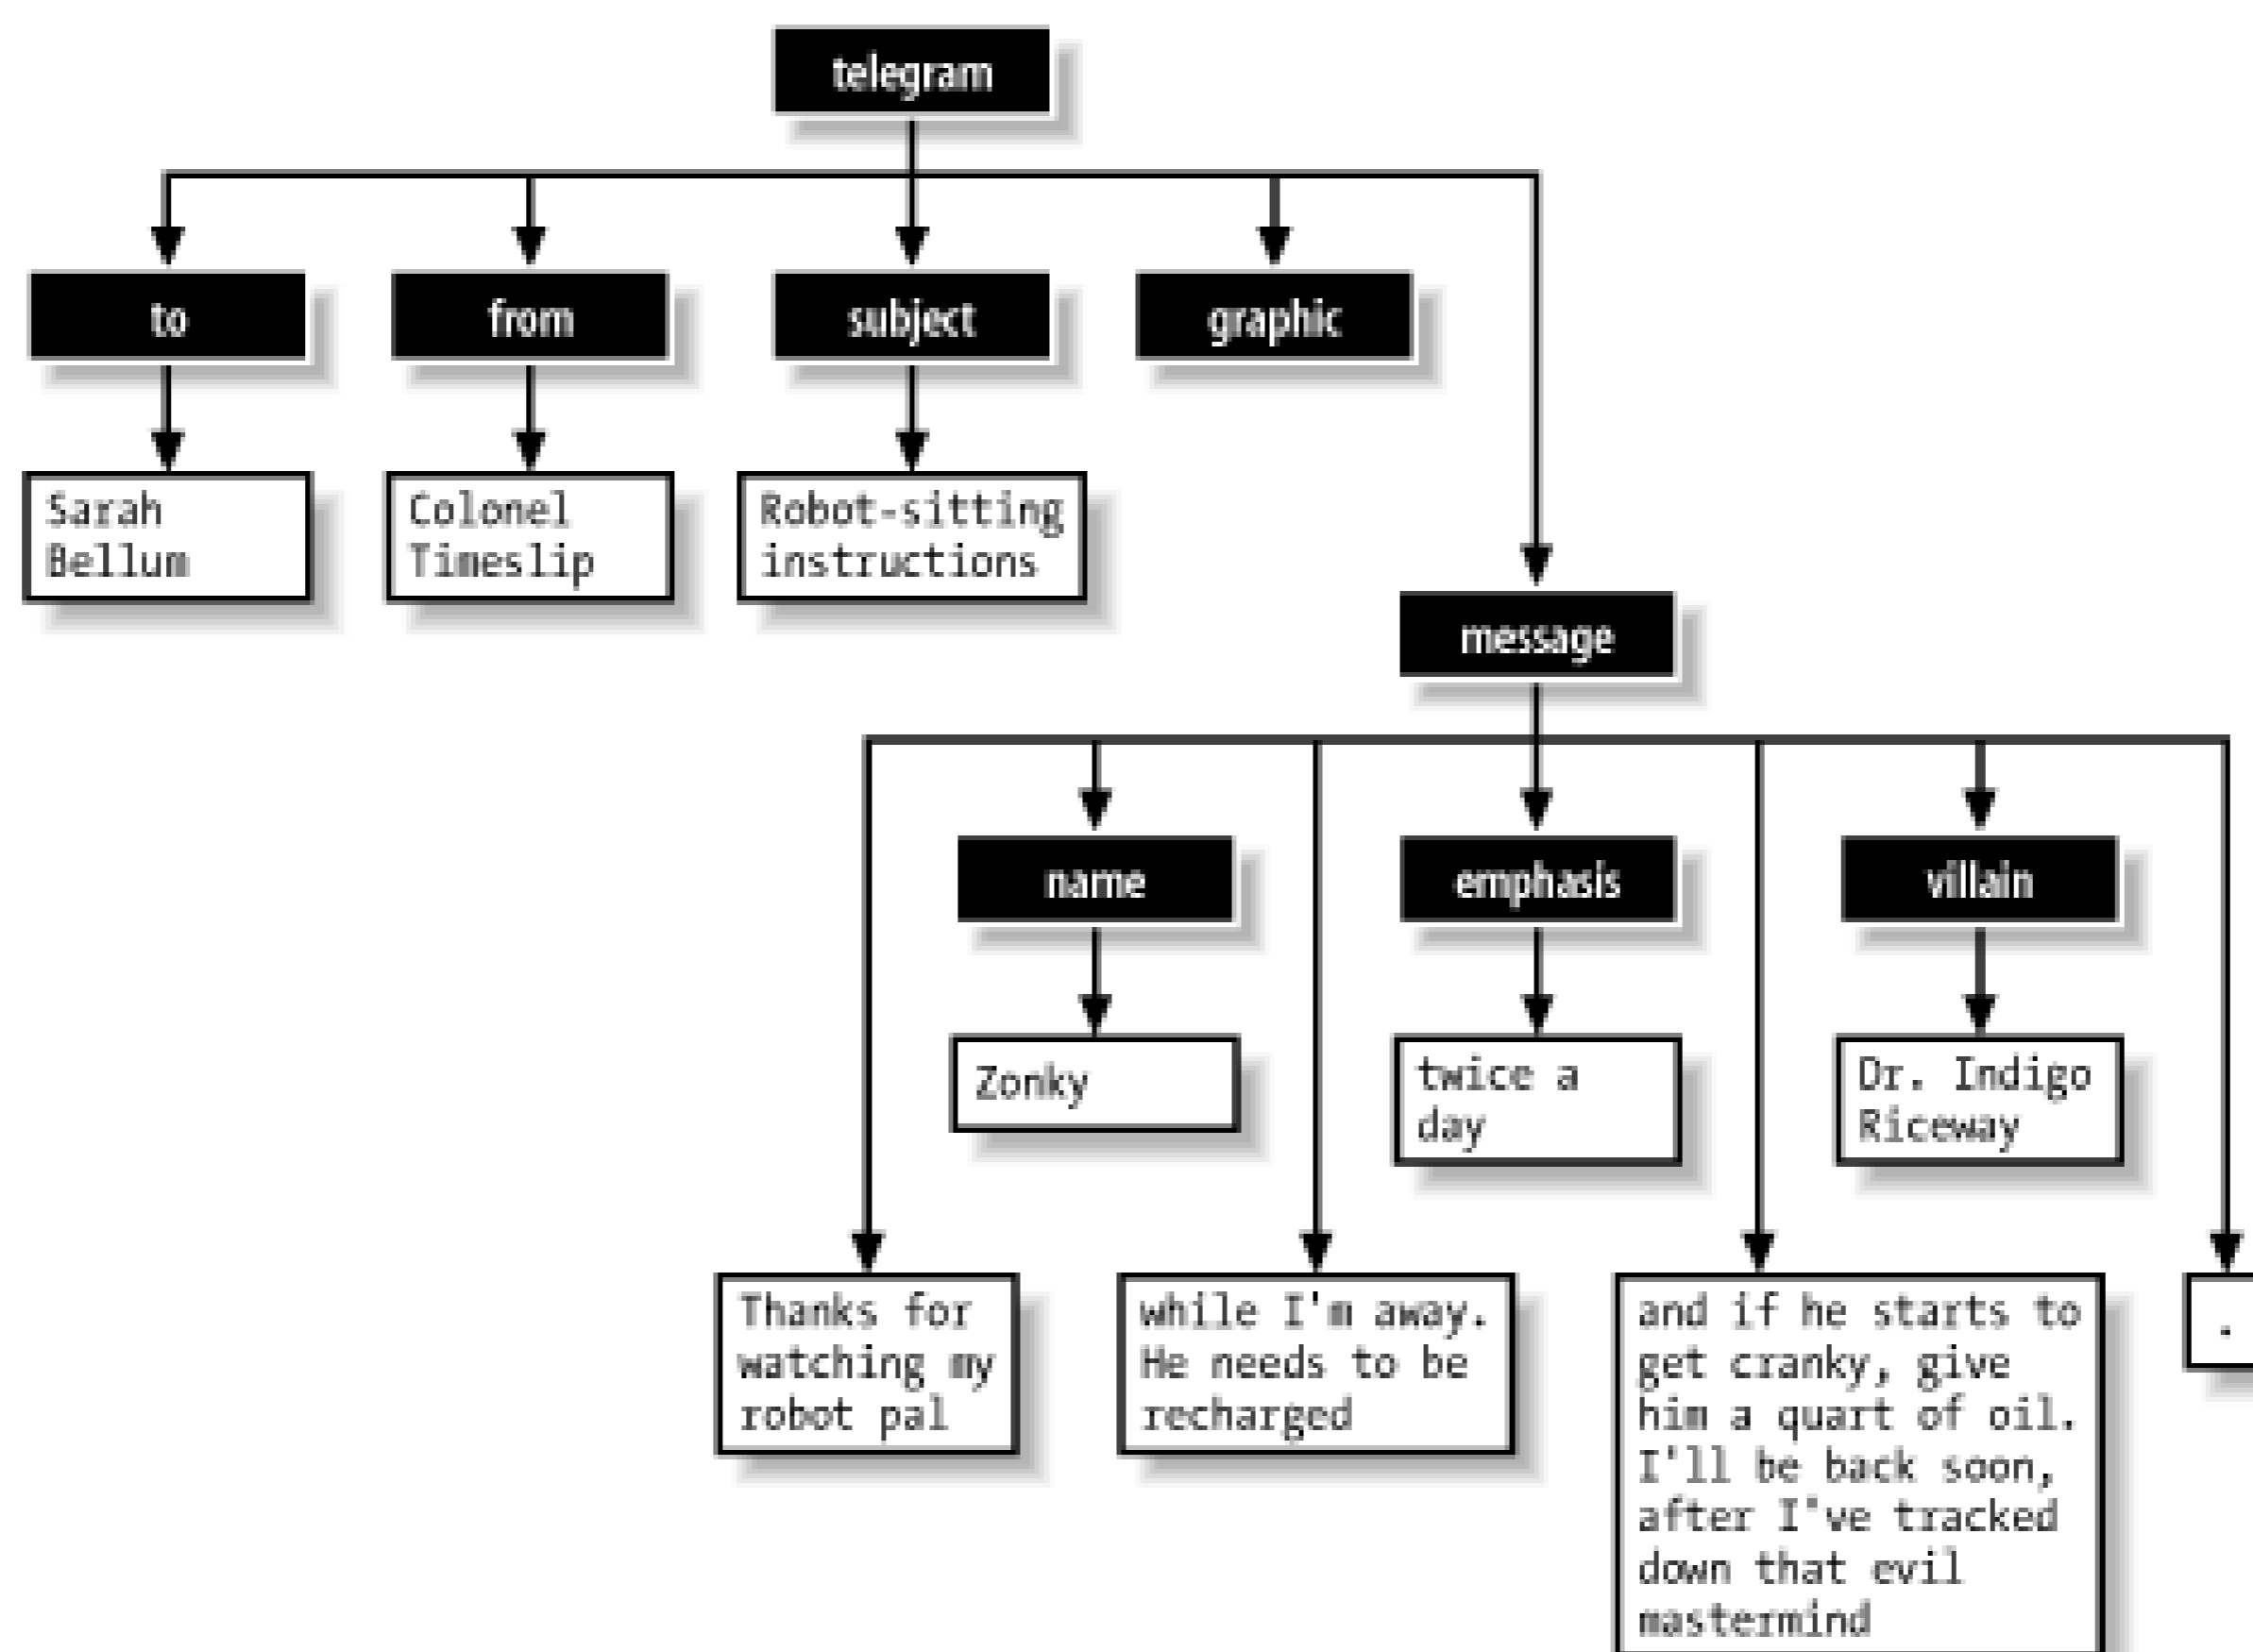 telegram
to
from
subject
graphic
Sarah
Bellum
Colonel
Timeslip
Robot-sitting
instructions
message
name
emphasis
villain
Zonky
twice a
day
Dr. Indigo
Riceway
Thanks for
watching my
robot pal
while I'm away.
He needs to be
recharged
and if he starts to
get cranky, give
him a quart of oil.
I'll be back soon,
after I've tracked
down that evil
mastermind
.